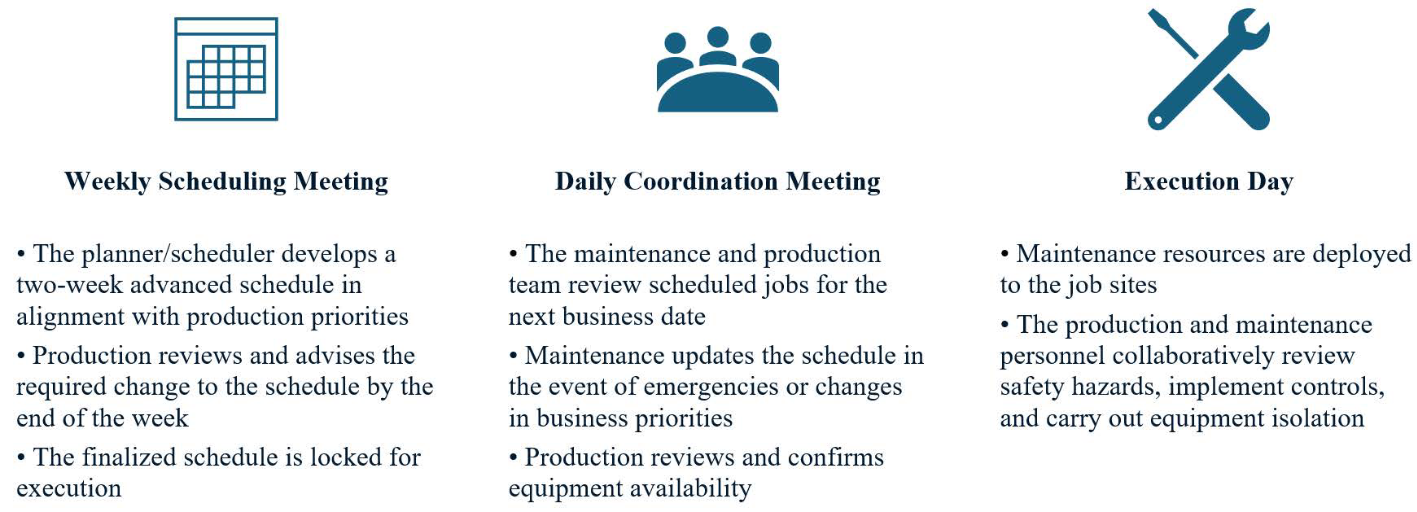 Weekly Scheduling Meeting
• The planner/scheduler develops a
two-week advanced schedule in
alignment with production priorities
• Production reviews and advises the
required change to the schedule by the
end of the week
• The finalized schedule is locked for
execution
Daily Coordination Meeting
• The maintenance and production
team review scheduled jobs for the
next business date
• Maintenance updates the schedule in
the event of emergencies or changes
in business priorities
• Production reviews and confirms
equipment availability
Execution Day
• Maintenance resources are deployed
to the job sites
• The production and maintenance
personnel collaboratively review
safety hazards, implement controls,
and carry out equipment isolation